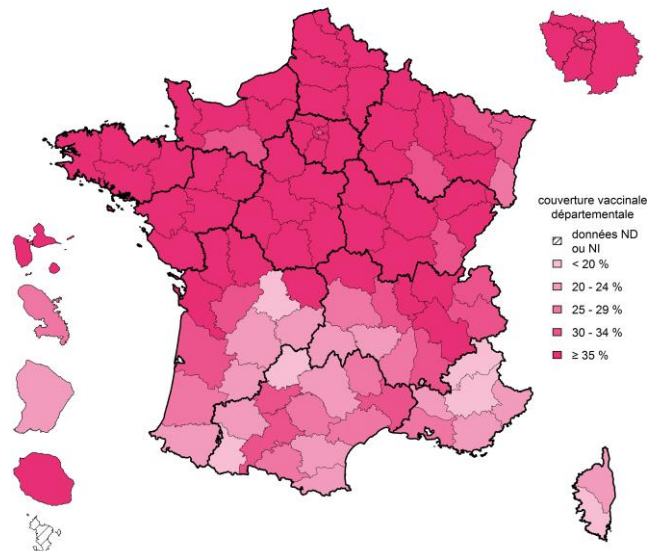 couverture vaccinale
départementale
données ND
ou NI
< 20 %
20 - 24 %
25 - 29 %
30 - 34 %
≥ 35 %